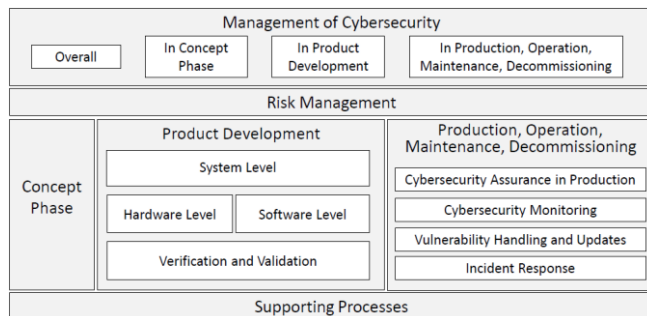 Management of Cybersecurity
Overall
In Concept
Phase
In Product
Development
In Production, Operation,
Maintenance, Decommissioning
Risk Management
Concept
Phase
Product Development
System Level
Hardware Level
Software Level
Verification and Validation
Production, Operation,
Maintenance, Decommissioning
Cybersecurity Assurance in Production
Cybersecurity Monitoring
Vulnerability Handling and Updates
Incident Response
Supporting Processes